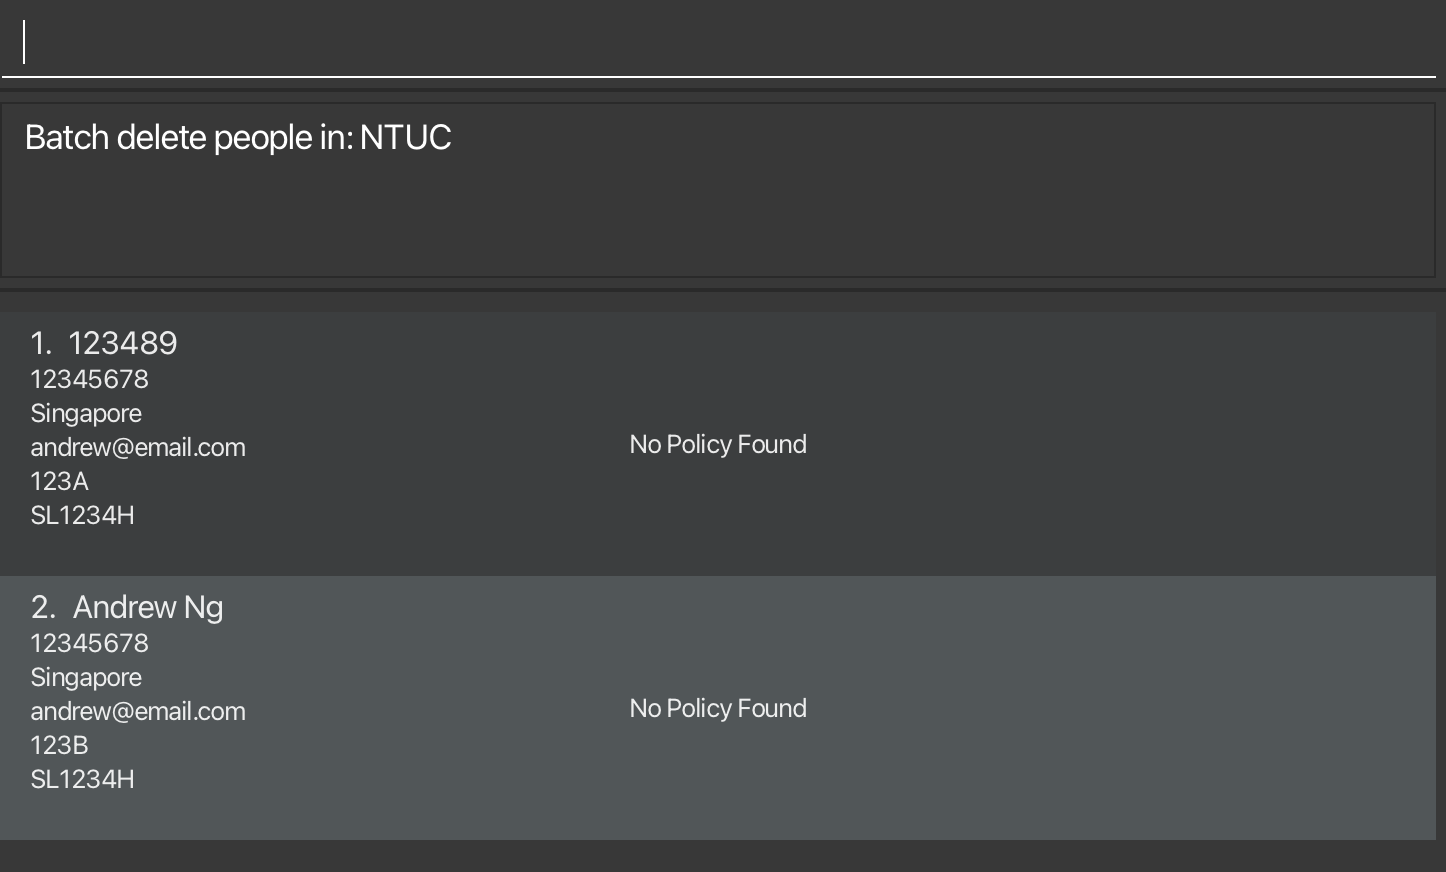 Batch delete people in: NTUC
1. 123489
12345678
Singapore
andrew@email.com
No Policy Found
123A
SL1234H
2. Andrew Ng
12345678
Singapore
andrew@email.com
No Policy Found
123B
SL1234H